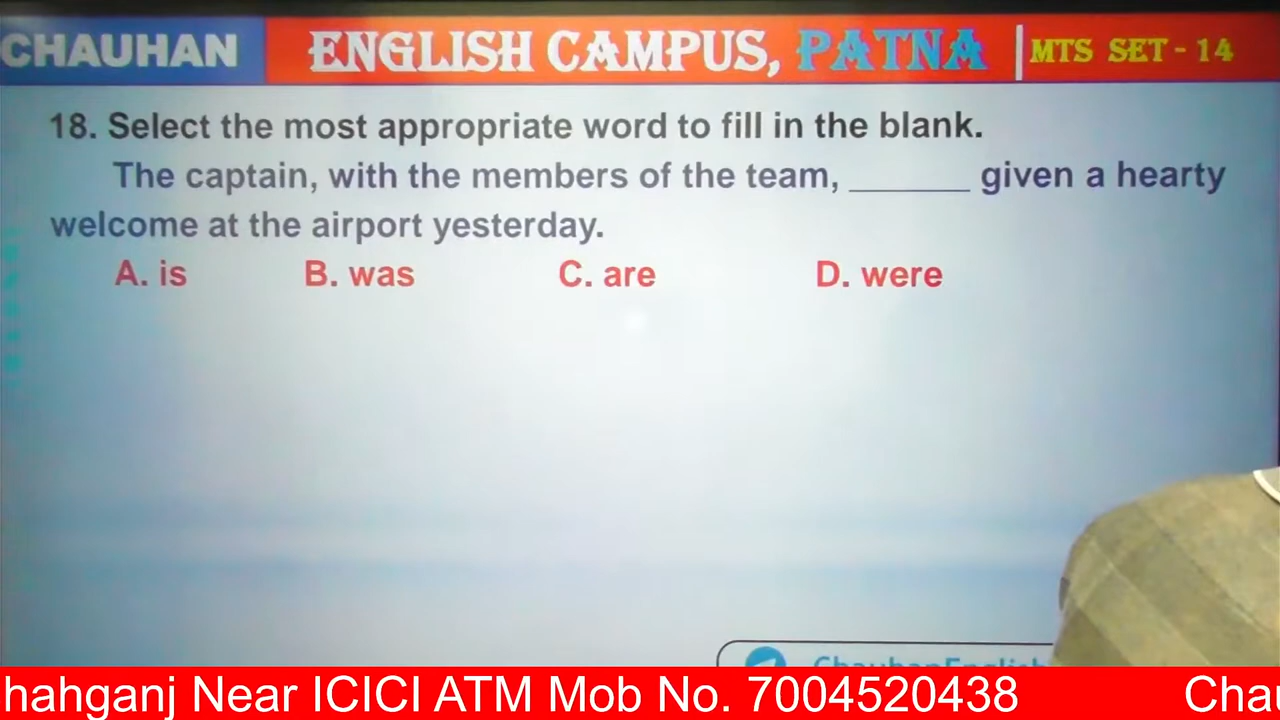 CHAUHAN ENGLISH CAMPUS, PATNA MTS SET - 14
18. Select the most appropriate word to fill in the blank.
The captain, with the members of the team, ______ given a hearty
welcome at the airport yesterday.
A. is B. was C. are D. were
hahganj Near ICICI ATM Mob No. 7004520438 Chau